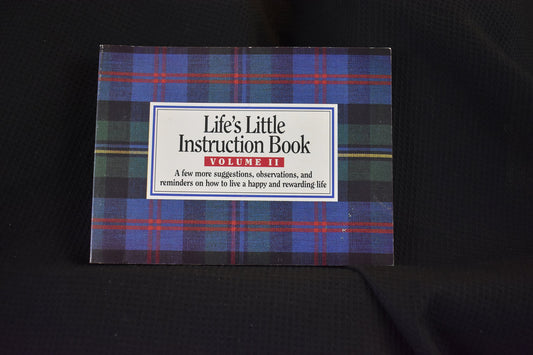 Life's Little
Instruction Book
VOLUME II
A few more suggestions, observations, and
reminders on how to live a happy and rewarding life